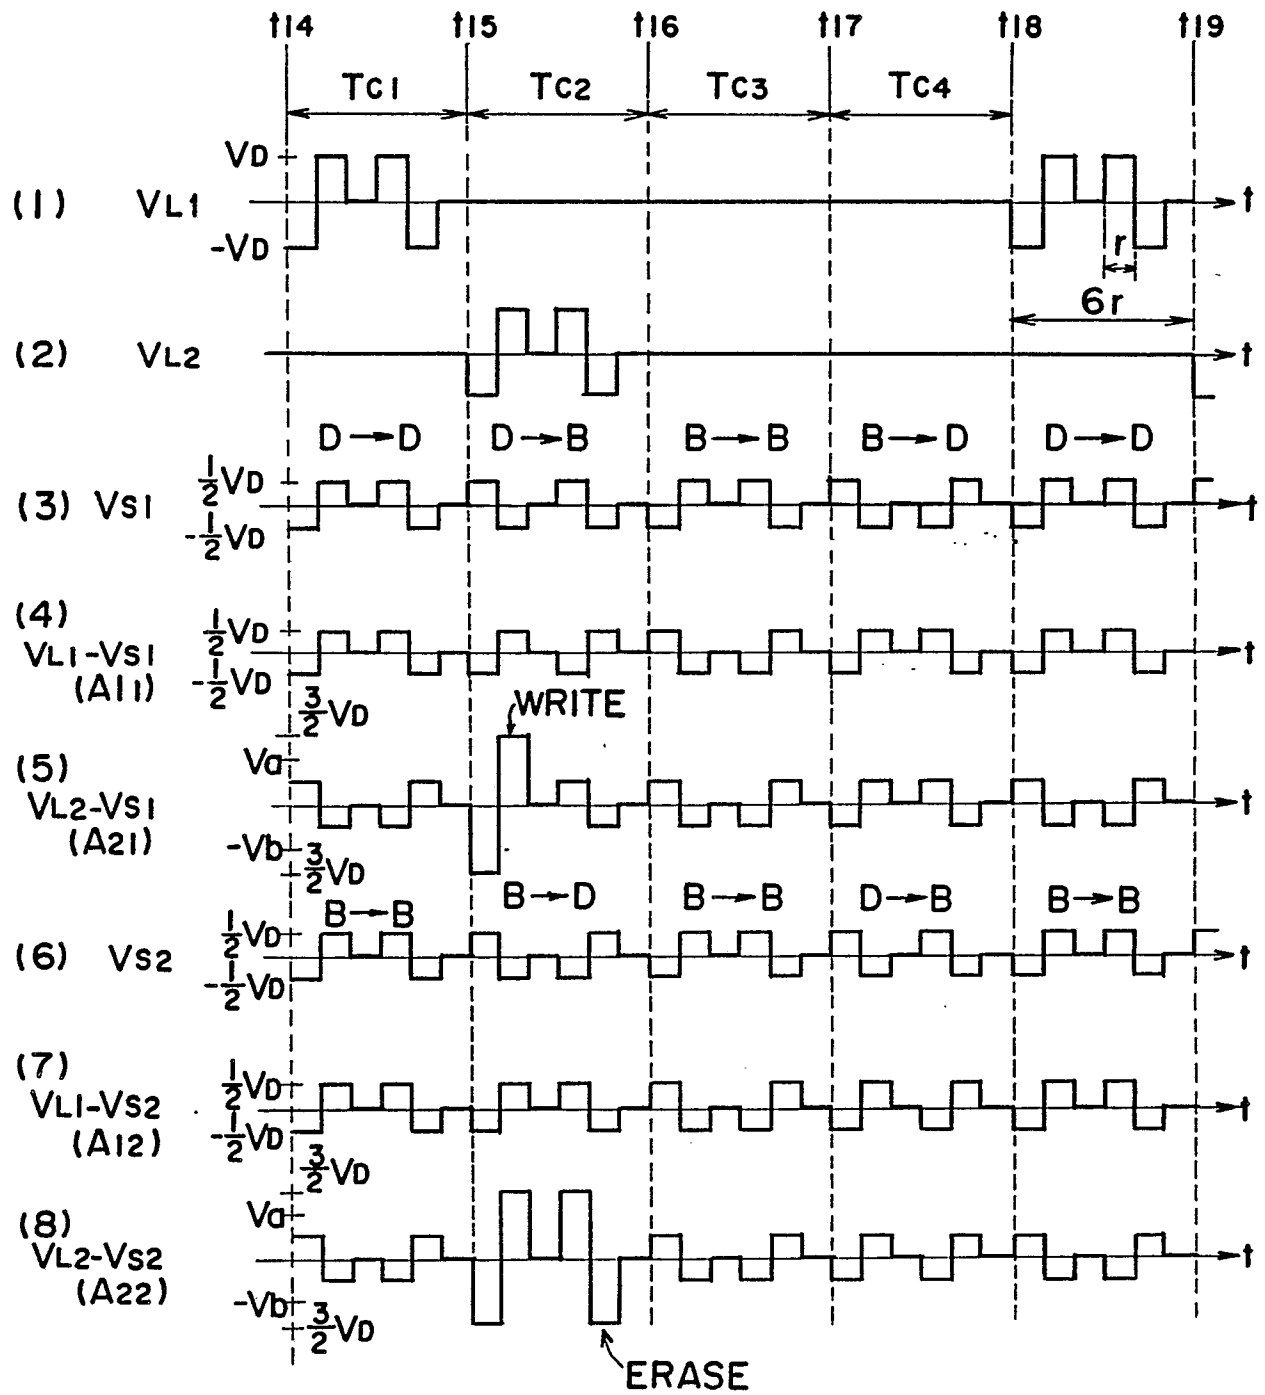 t14 t15 t16 t17 t18 t19
TC1 TC2 TC3 TC4
VD
(1) VL1 t
-VD
r
6r
(2) VL2 t
D→D D→B B→B B→D D→D
1/2VD
(3) VS1 t
-1/2VD
(4)
1/2VD
VL1-VS1 t
(A11) -1/2VD
3/2VD WRITE
(5) Va
VL2-VS1 t
(A21) -Vb
3/2VD
B→B B→D B→B D→B B→B
1/2VD
(6) VS2 t
-1/2VD
(7)
1/2VD
VL1-VS2 t
(A12) -1/2VD
3/2VD
(8) Va
VL2-VS2 t
(A22) -Vb
3/2VD
ERASE